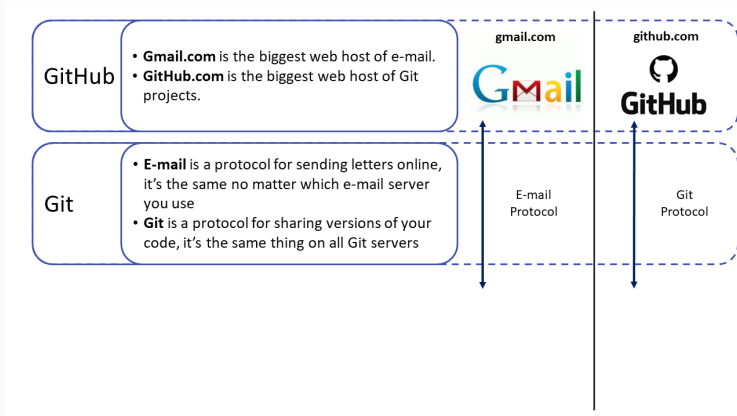 GitHub
• Gmail.com is the biggest web host of e-mail.
• GitHub.com is the biggest web host of Git
projects.
gmail.com
Gmail
github.com
GitHub
Git
• E-mail is a protocol for sending letters online,
it’s the same no matter which e-mail server
you use
• Git is a protocol for sharing versions of your
code, it’s the same thing on all Git servers
E-mail
Protocol
Git
Protocol